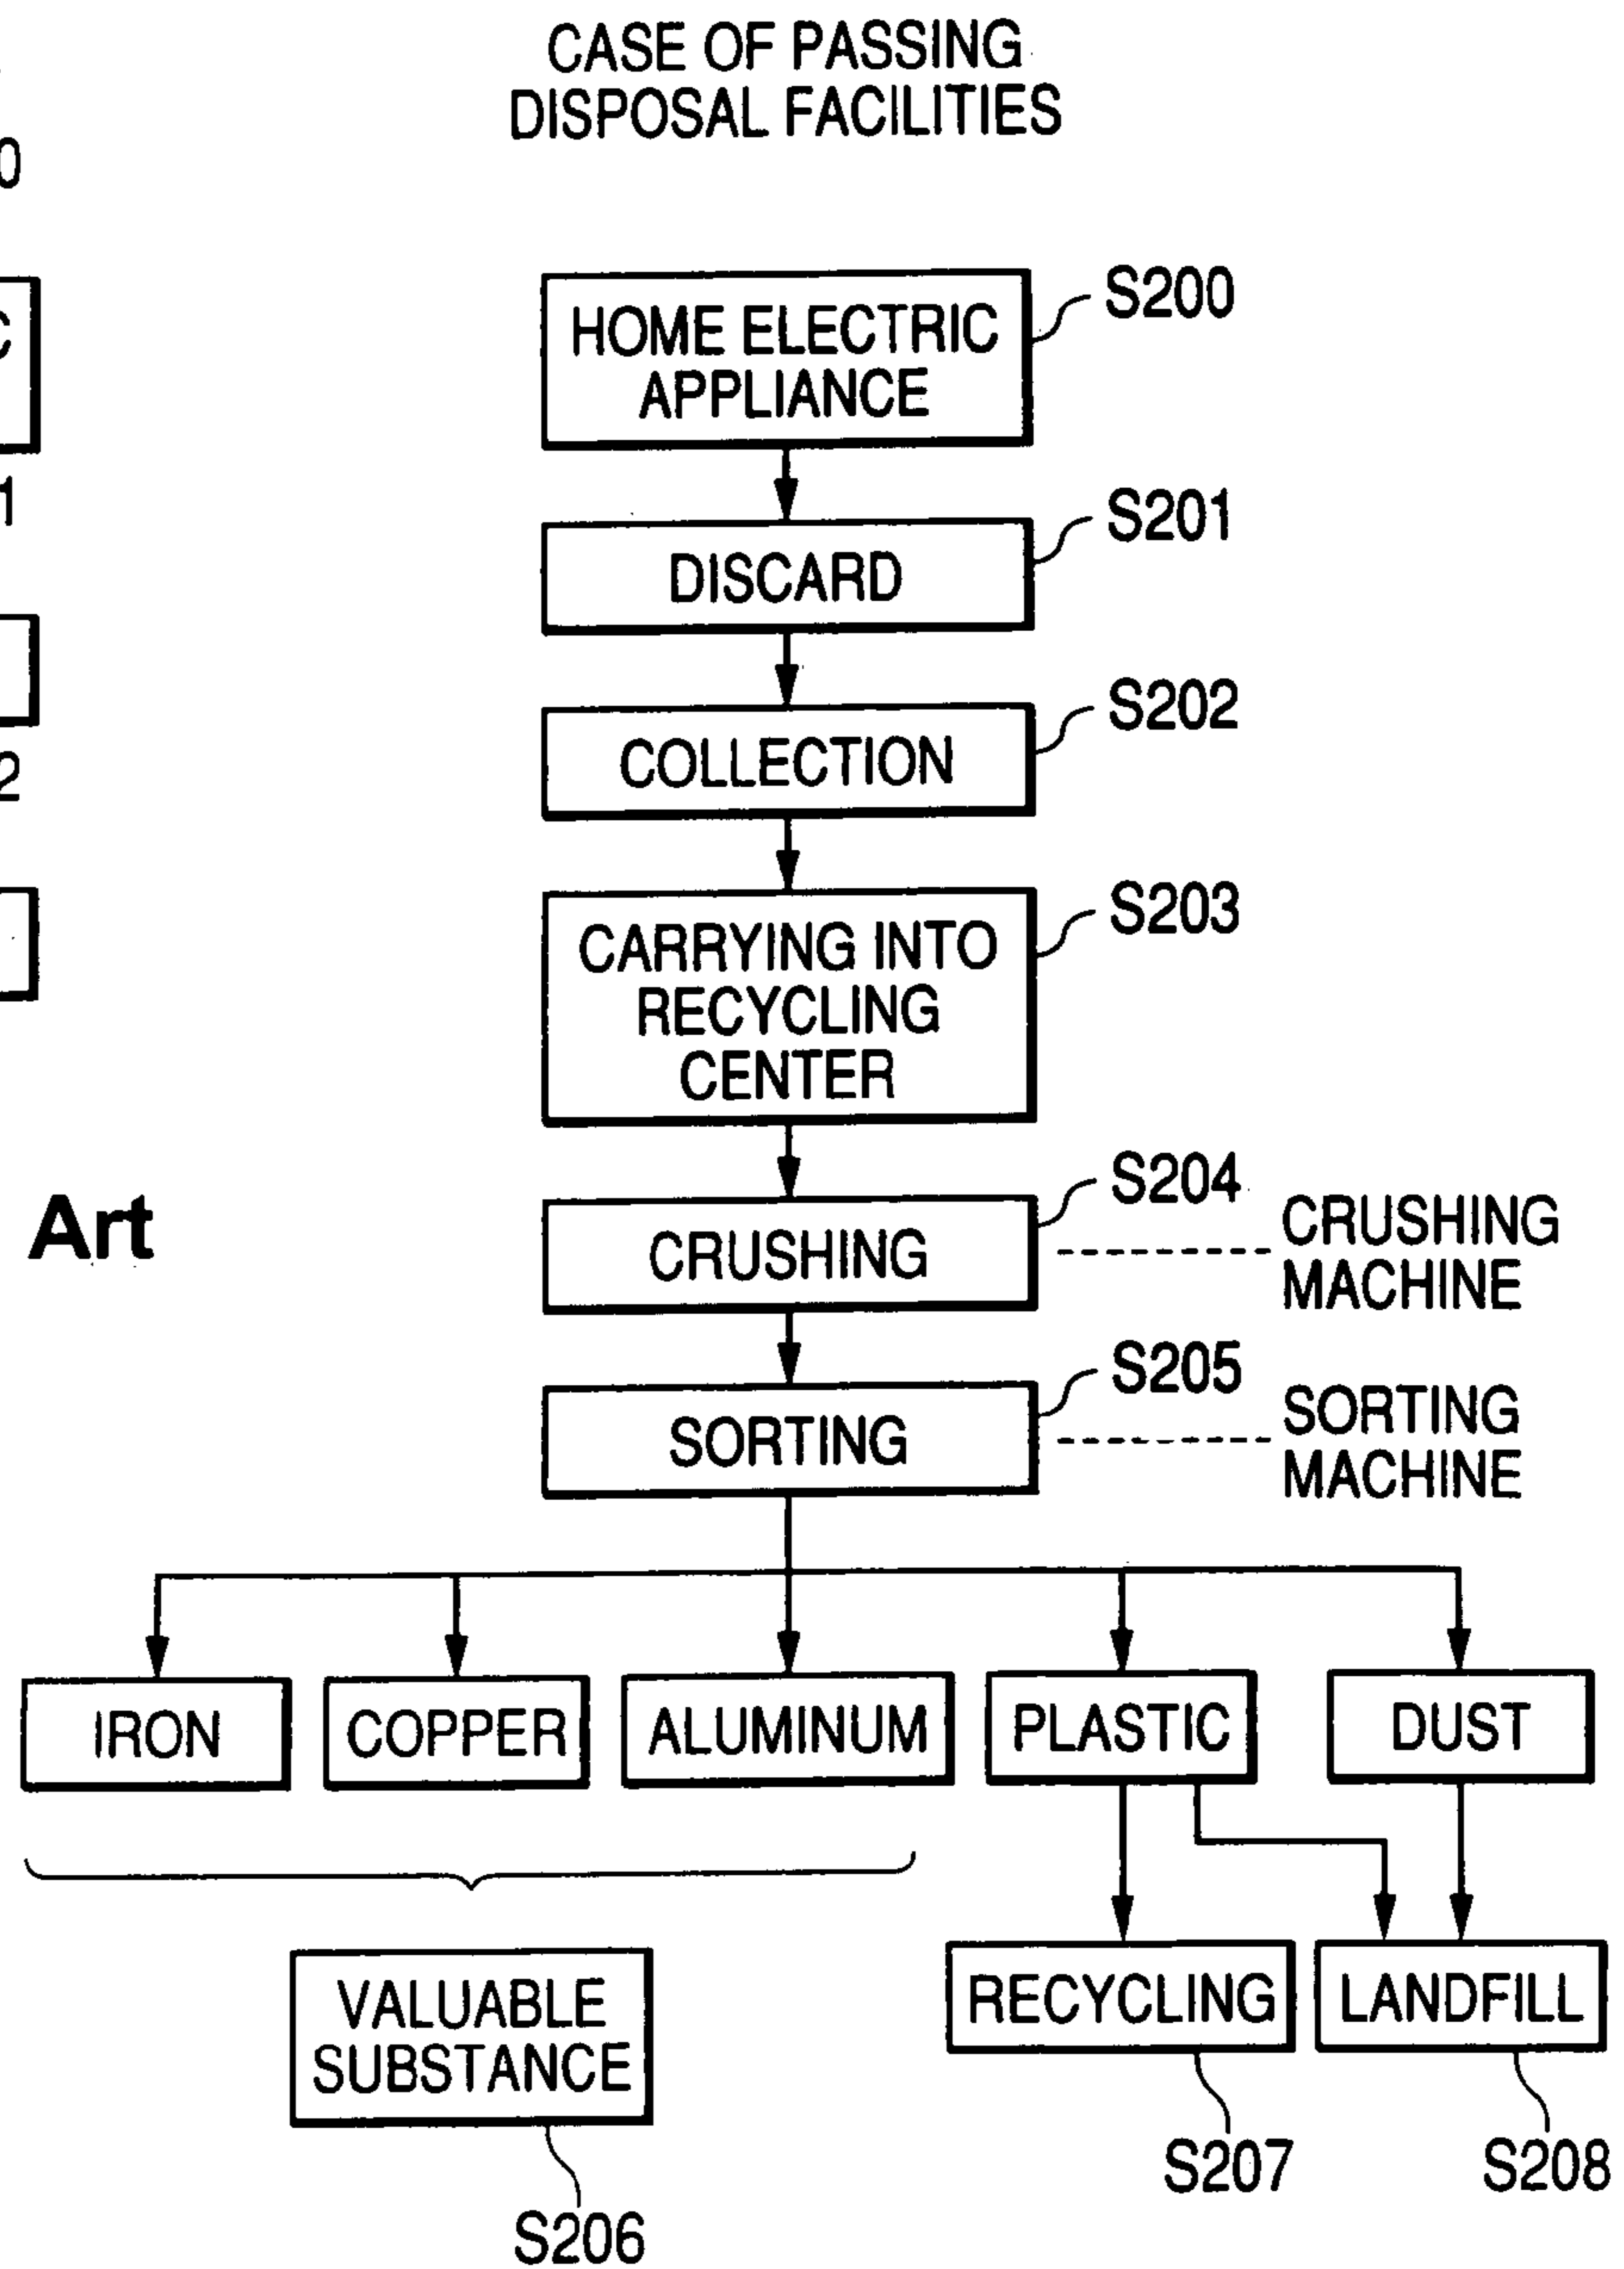 CASE OF PASSING
DISPOSAL FACILITIES
0
C
1
2
HOME ELECTRIC
APPLIANCE
S200
DISCARD
S201
COLLECTION
S202
CARRYING INTO
RECYCLING
CENTER
S203
Art
CRUSHING
S204
CRUSHING
MACHINE
SORTING
S205
SORTING
MACHINE
IRON
COPPER
ALUMINUM
PLASTIC
DUST
VALUABLE
SUBSTANCE
RECYCLING
LANDFILL
S207
S208
S206